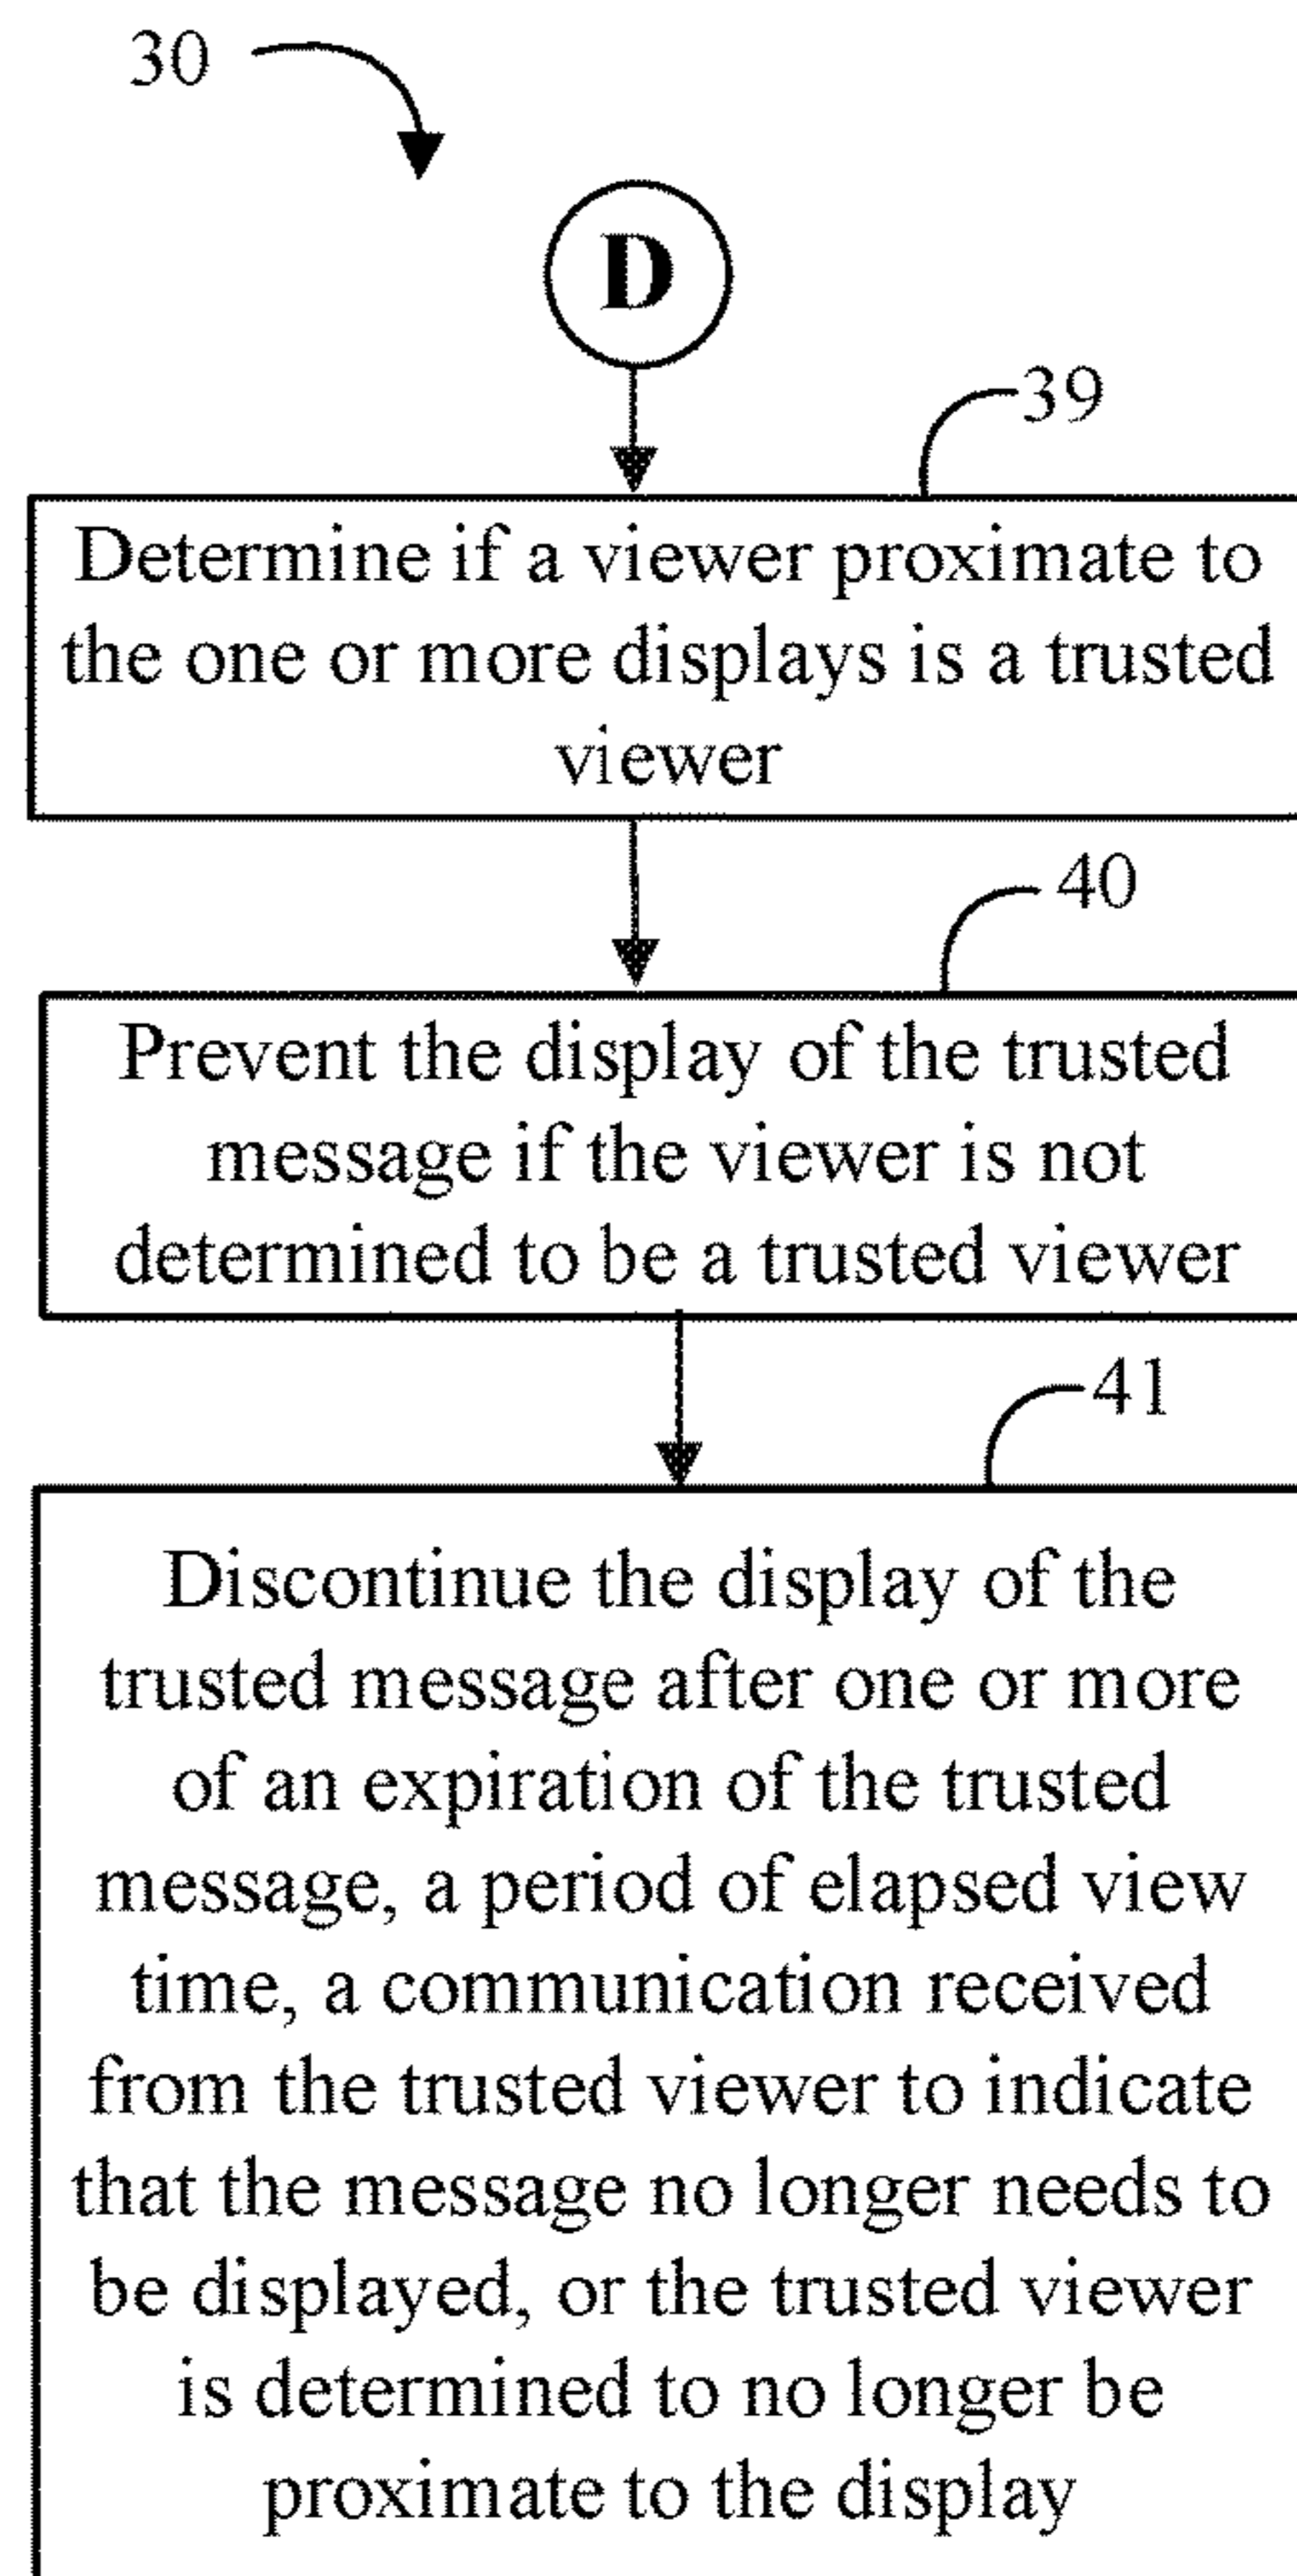 30
D
39
Determine if a viewer proximate to
the one or more displays is a trusted
viewer
40
Prevent the display of the trusted
message if the viewer is not
determined to be a trusted viewer
41
Discontinue the display of the
trusted message after one or more
of an expiration of the trusted
message, a period of elapsed view
time, a communication received
from the trusted viewer to indicate
that the message no longer needs to
be displayed, or the trusted viewer
is determined to no longer be
proximate to the display